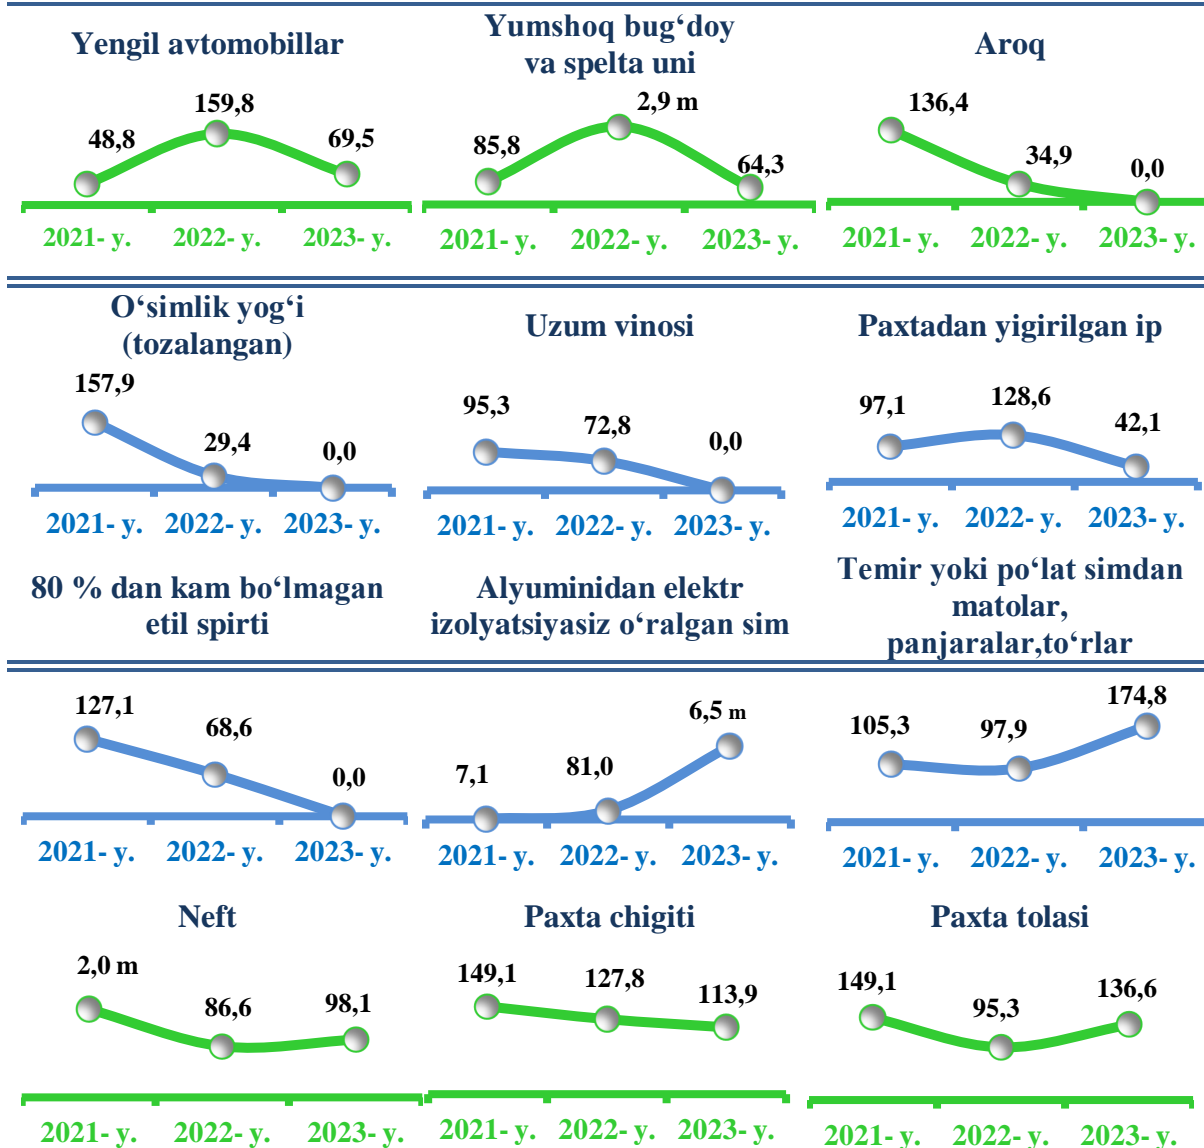 Yengil avtomobillar
48,8
159,8
69,5
2021- y. 2022- y. 2023- y.
Yumshoq bug‘doy
va spelta uni
85,8
2,9 m
64,3
2021- y. 2022- y. 2023- y.
Aroq
136,4
34,9
0,0
2021- y. 2022- y. 2023- y.
O‘simlik yog‘i
(tozalangan)
157,9
29,4
0,0
2021- y. 2022- y. 2023- y.
Uzum vinosi
95,3
72,8
0,0
2021- y. 2022- y. 2023- y.
Paxtadan yigirilgan ip
97,1
128,6
42,1
2021- y. 2022- y. 2023- y.
80 % dan kam bo‘lmagan
etil spirti
127,1
68,6
0,0
2021- y. 2022- y. 2023- y.
Alyuminidan elektr
izolyatsiyasiz o‘ralgan sim
7,1
81,0
6,5 m
2021- y. 2022- y. 2023- y.
Temir yoki po‘lat simdan
matolar,
panjaralar,to‘rlar
105,3
97,9
174,8
2021- y. 2022- y. 2023- y.
Neft
2,0 m
86,6
98,1
2021- y. 2022- y. 2023- y.
Paxta chigiti
149,1
127,8
113,9
2021- y. 2022- y. 2023- y.
Paxta tolasi
149,1
95,3
136,6
2021- y. 2022- y. 2023- y.